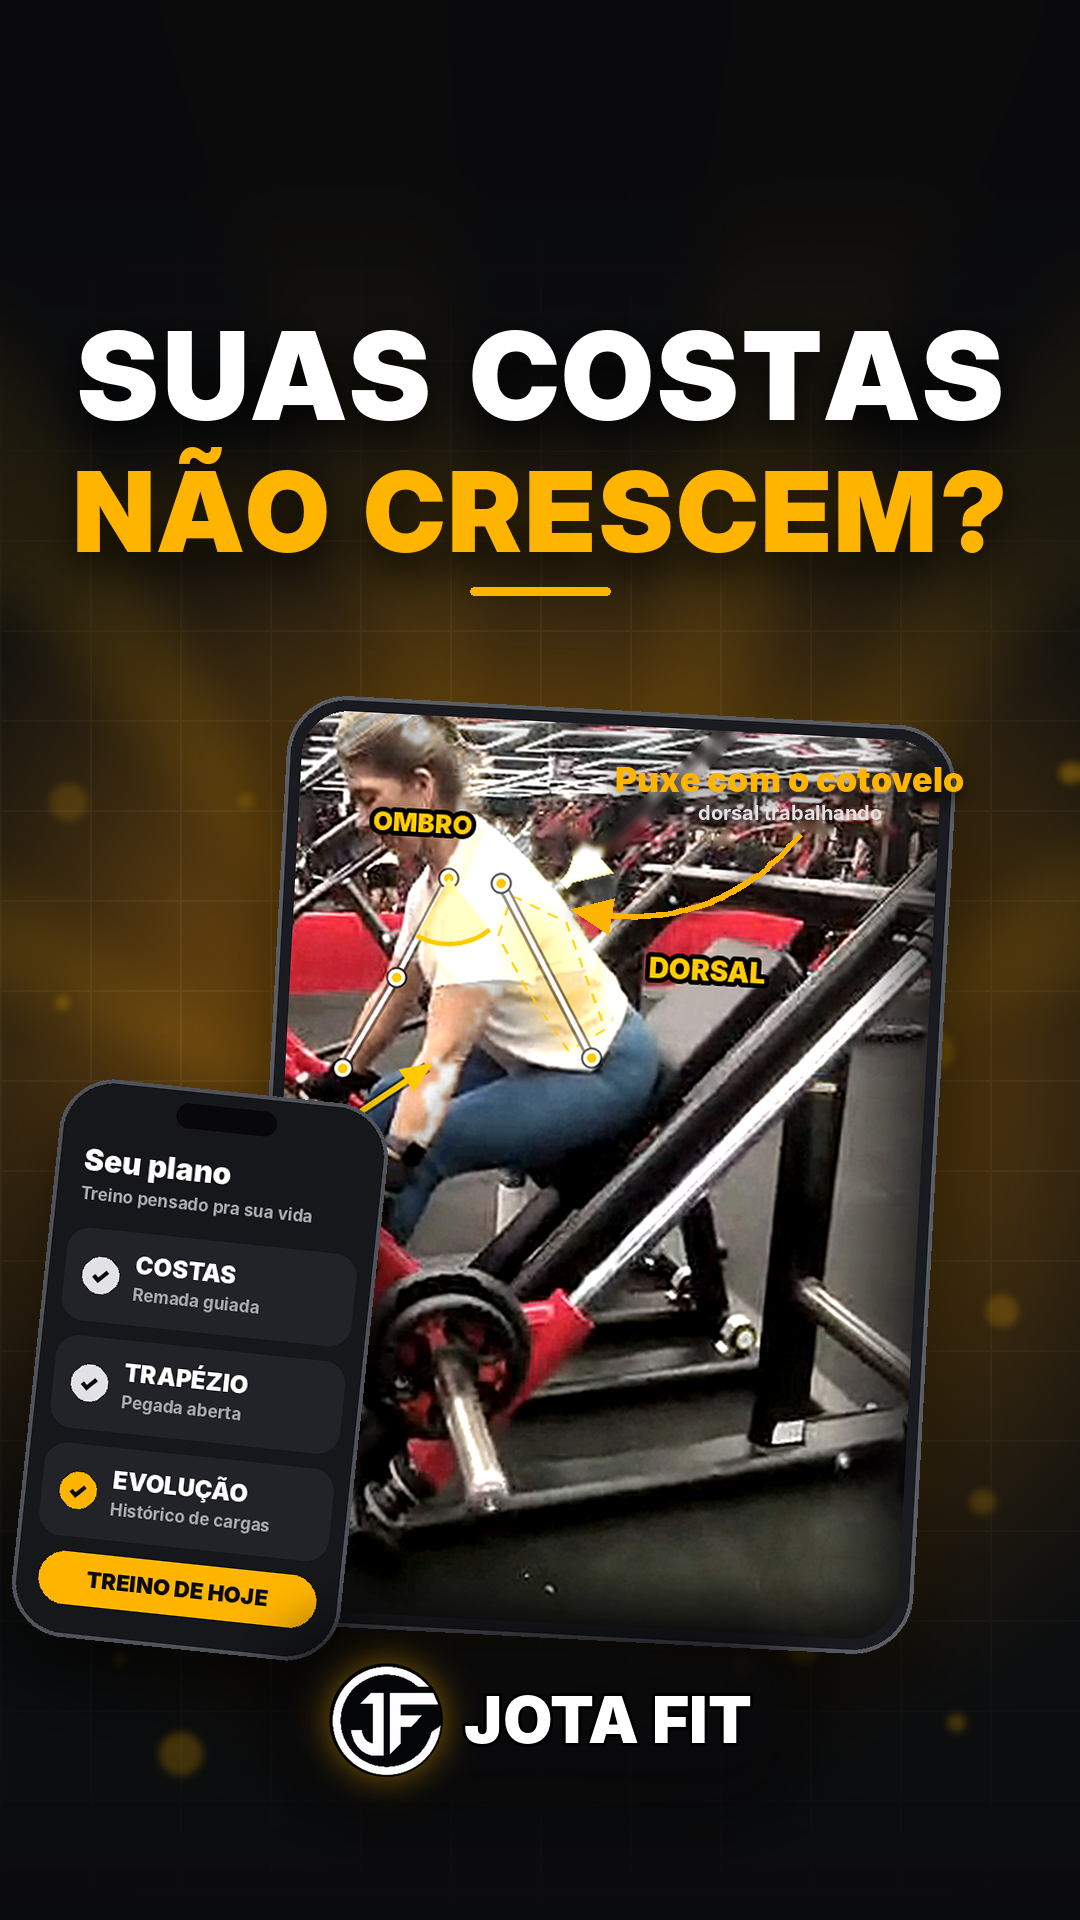 SUAS COSTAS
NÃO CRESCEM?
Puxe com o cotovelo
dorsal trabalhando
OMBRO
DORSAL
Seu plano
Treino pensado pra sua vida
COSTAS
Remada guiada
TRAPÉZIO
Pegada aberta
EVOLUÇÃO
Histórico de cargas
TREINO DE HOJE
JF JOTA FIT